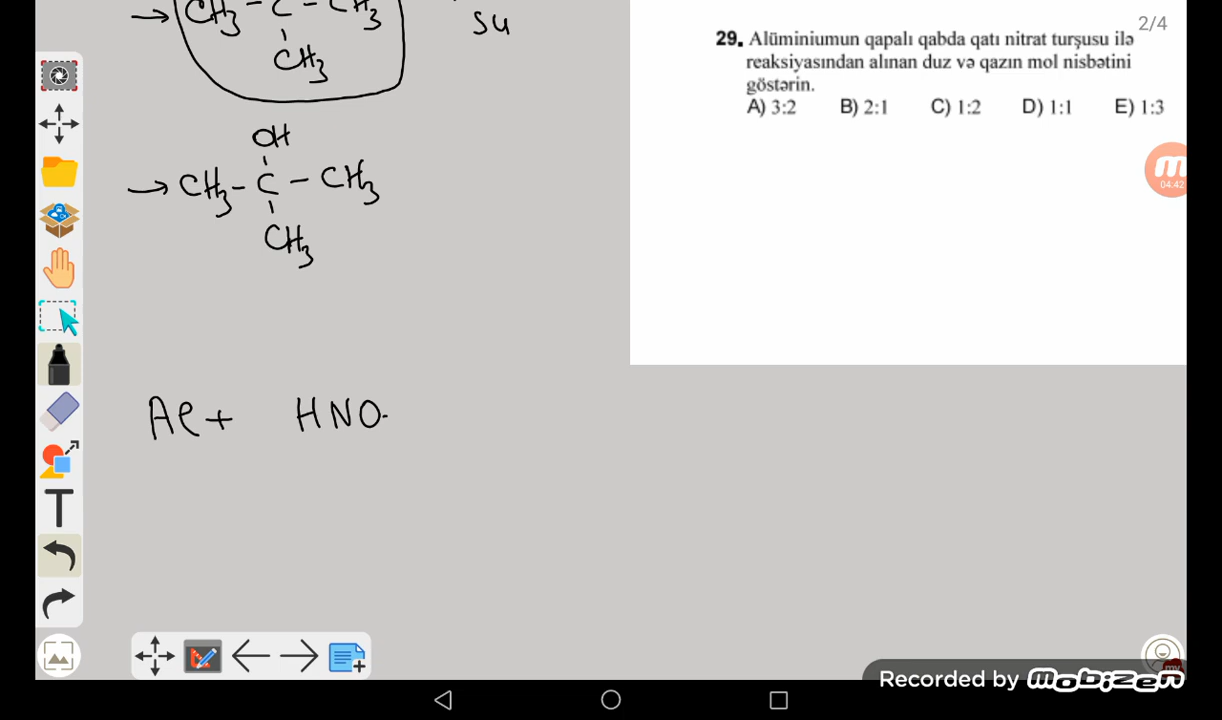 → CH3 - C - CH3
CH3
su
OH
→ CH3 - C - CH3
CH3
Al + HNO
2/4
29. Alüminiumun qapalı qabda qatı nitrat turşusu ilə
reaksiyasından alınan duz və qazın mol nisbətini
göstərin.
A) 3:2 B) 2:1 C) 1:2 D) 1:1 E) 1:3
04:42
T
Recorded by mobizen